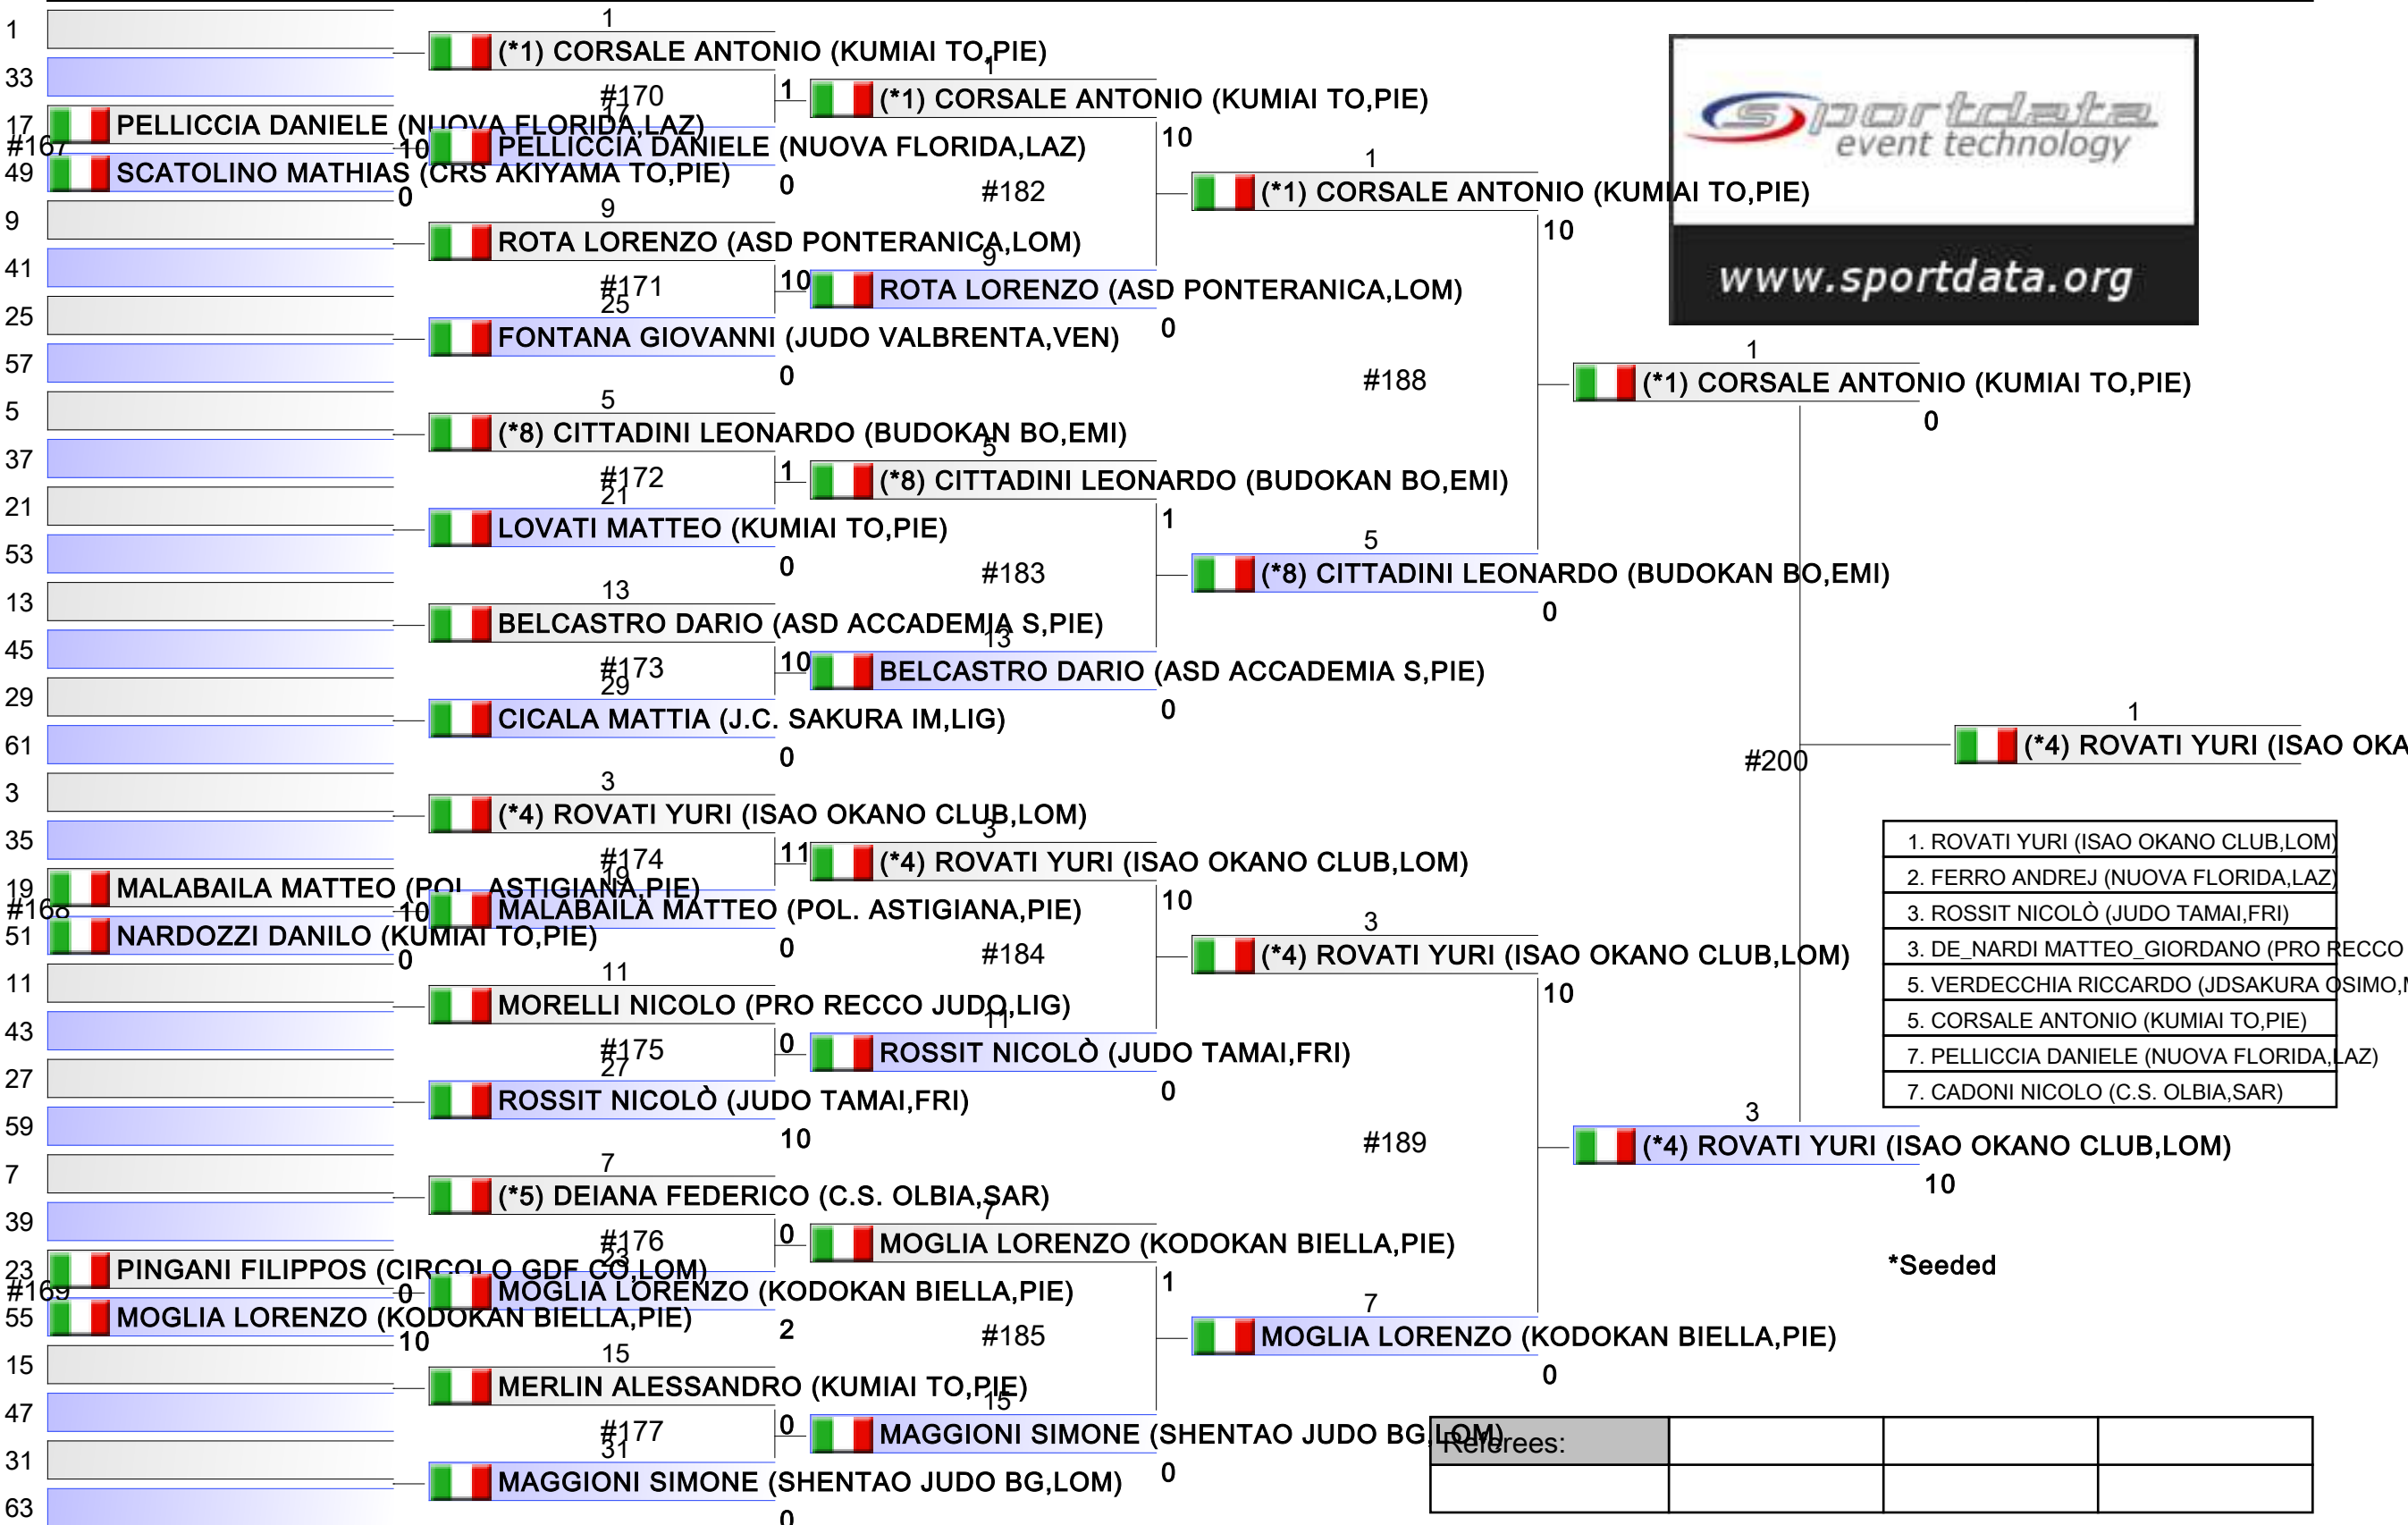 1
33
17
#167
49
9
41
25
57
5
37
21
53
13
45
29
61
3
35
19
#168
51
11
43
27
59
7
39
23
#169
55
15
47
31
63
PELLICCIA DANIELE (NUOVA FLORIDA,LAZ)
10
SCATOLINO MATHIAS (CRS AKIYAMA TO,PIE)
0
MALABAILA MATTEO (POL. ASTIGIANA,PIE)
10
NARDOZZI DANILO (KUMIAI TO,PIE)
0
PINGANI FILIPPOS (CIRCOLO GDF CO,LOM)
0
MOGLIA LORENZO (KODOKAN BIELLA,PIE)
10
1
(*1) CORSALE ANTONIO (KUMIAI TO,PIE)
#170
1
17
PELLICCIA DANIELE (NUOVA FLORIDA,LAZ)
0
9
ROTA LORENZO (ASD PONTERANICA,LOM)
#171
10
25
FONTANA GIOVANNI (JUDO VALBRENTA,VEN)
0
5
(*8) CITTADINI LEONARDO (BUDOKAN BO,EMI)
#172
1
21
LOVATI MATTEO (KUMIAI TO,PIE)
0
13
BELCASTRO DARIO (ASD ACCADEMIA S,PIE)
#173
10
29
CICALA MATTIA (J.C. SAKURA IM,LIG)
0
3
(*4) ROVATI YURI (ISAO OKANO CLUB,LOM)
#174
11
19
MALABAILA MATTEO (POL. ASTIGIANA,PIE)
0
11
MORELLI NICOLO (PRO RECCO JUDO,LIG)
#175
0
27
ROSSIT NICOLÒ (JUDO TAMAI,FRI)
10
7
(*5) DEIANA FEDERICO (C.S. OLBIA,SAR)
#176
0
23
MOGLIA LORENZO (KODOKAN BIELLA,PIE)
2
15
MERLIN ALESSANDRO (KUMIAI TO,PIE)
#177
0
31
MAGGIONI SIMONE (SHENTAO JUDO BG,LOM)
0
1
(*1) CORSALE ANTONIO (KUMIAI TO,PIE)
10
#182
9
ROTA LORENZO (ASD PONTERANICA,LOM)
0
5
(*8) CITTADINI LEONARDO (BUDOKAN BO,EMI)
1
#183
13
BELCASTRO DARIO (ASD ACCADEMIA S,PIE)
0
3
(*4) ROVATI YURI (ISAO OKANO CLUB,LOM)
10
#184
11
ROSSIT NICOLÒ (JUDO TAMAI,FRI)
0
7
MOGLIA LORENZO (KODOKAN BIELLA,PIE)
1
#185
15
MAGGIONI SIMONE (SHENTAO JUDO BG,LOM)
0
1
(*1) CORSALE ANTONIO (KUMIAI TO,PIE)
10
#188
5
(*8) CITTADINI LEONARDO (BUDOKAN BO,EMI)
0
3
(*4) ROVATI YURI (ISAO OKANO CLUB,LOM)
10
#189
7
MOGLIA LORENZO (KODOKAN BIELLA,PIE)
0
1
(*1) CORSALE ANTONIO (KUMIAI TO,PIE)
0
#200
3
(*4) ROVATI YURI (ISAO OKANO CLUB,LOM)
10
1
(*4) ROVATI YURI (ISAO OKA
sportdata
event technology
www.sportdata.org
1. ROVATI YURI (ISAO OKANO CLUB,LOM)
2. FERRO ANDREJ (NUOVA FLORIDA,LAZ)
3. ROSSIT NICOLÒ (JUDO TAMAI,FRI)
3. DE_NARDI MATTEO_GIORDANO (PRO RECCO
5. VERDECCHIA RICCARDO (JDSAKURA OSIMO,
5. CORSALE ANTONIO (KUMIAI TO,PIE)
7. PELLICCIA DANIELE (NUOVA FLORIDA,LAZ)
7. CADONI NICOLO (C.S. OLBIA,SAR)
*Seeded
Referees: